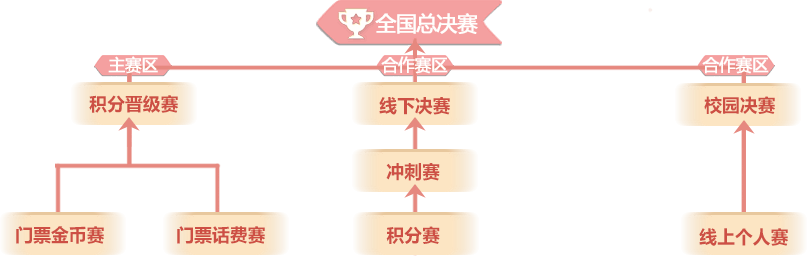 全国总决赛
主赛区
合作赛区
合作赛区
积分晋级赛
线下决赛
校园决赛
冲刺赛
门票金币赛
门票话费赛
积分赛
线上个人赛